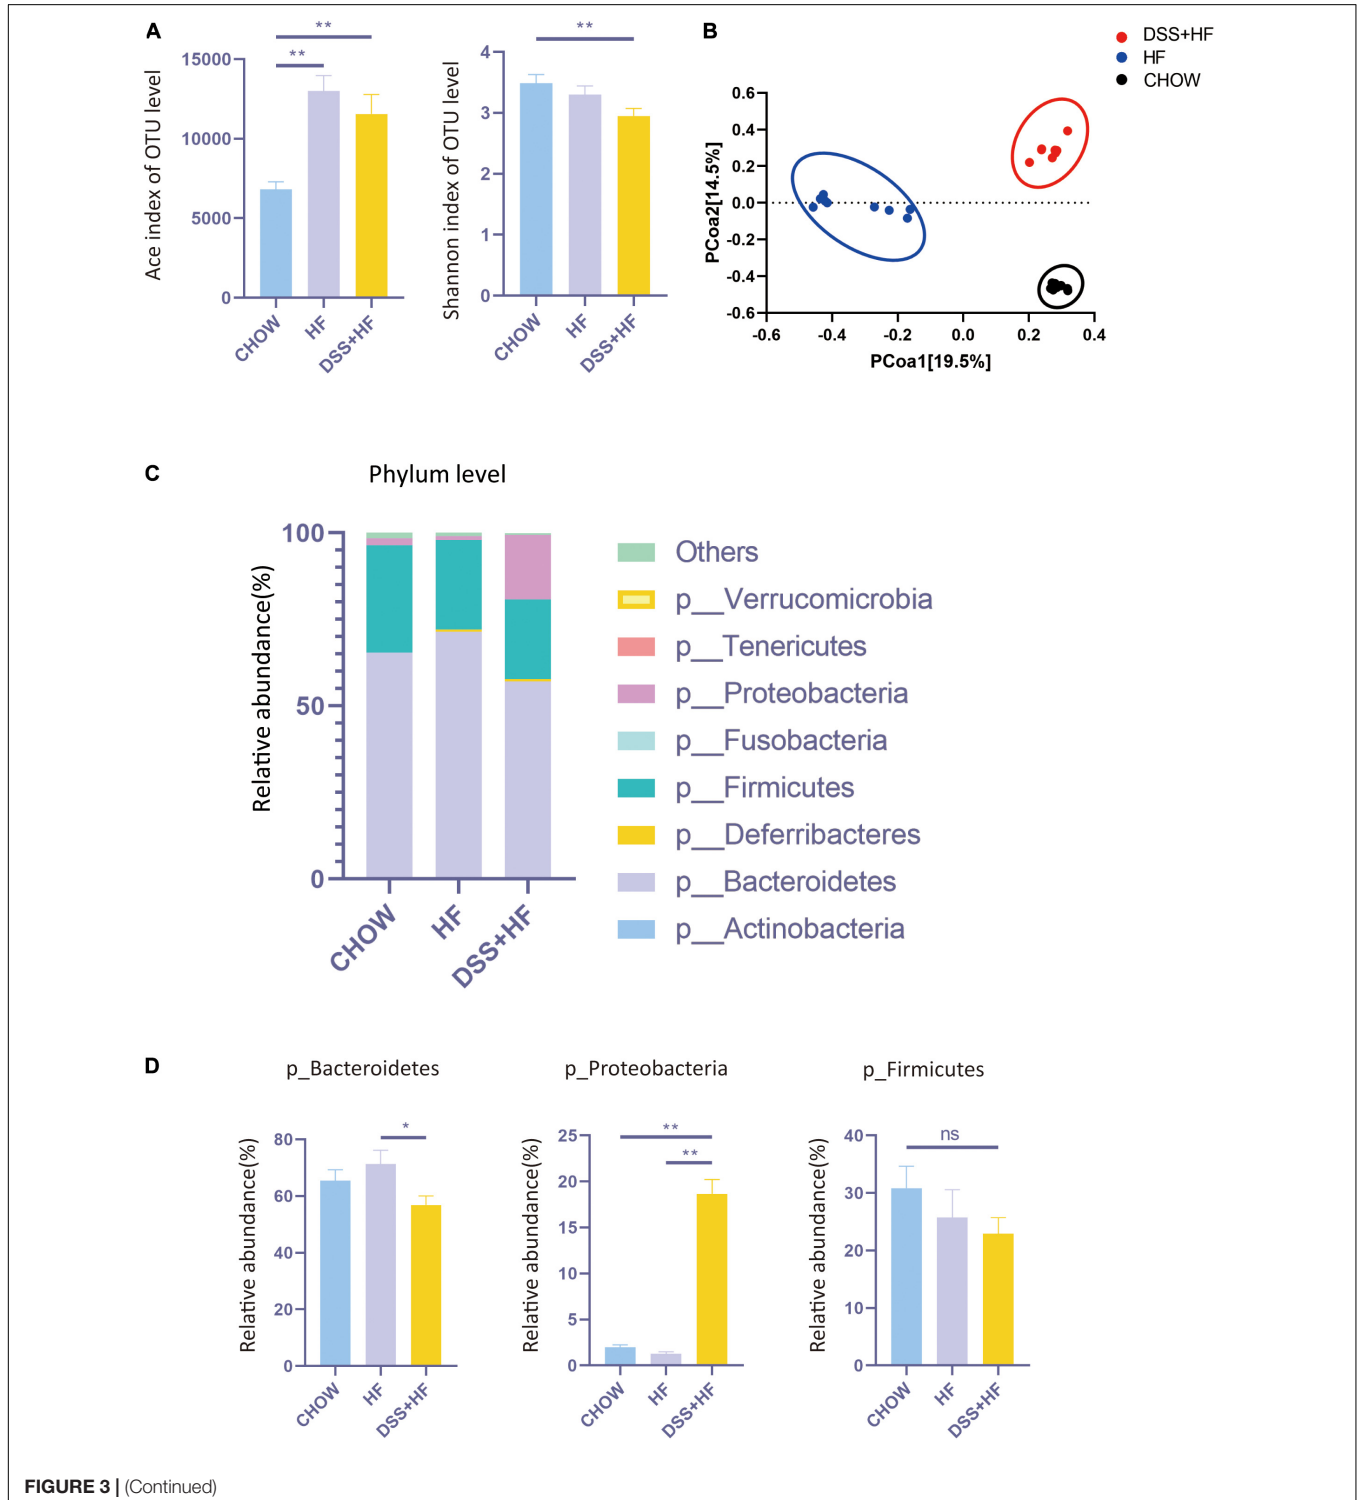 A
Ace index of OTU level
15000
10000
5000
0
**
**
CHOW
HF
DSS+HF
Shannon index of OTU level
4
3
2
1
0
**
CHOW
HF
DSS+HF
B
DSS+HF
HF
CHOW
PCoa2[14.5%]
0.6
0.4
0.2
0.0
-0.2
-0.4
-0.6
-0.6 -0.4 -0.2 0.0 0.2 0.4
PCoa1[19.5%]
C
Phylum level
Relative abundance(%)
100
50
0
CHOW
HF
DSS+HF
Others
p__Verrucomicrobia
p__Tenericutes
p__Proteobacteria
p__Fusobacteria
p__Firmicutes
p__Deferribacteres
p__Bacteroidetes
p__Actinobacteria
D
p_Bacteroidetes
Relative abundance(%)
80
60
40
20
0
*
CHOW
HF
DSS+HF
p_Proteobacteria
Relative abundance(%)
25
20
15
10
5
0
**
**
CHOW
HF
DSS+HF
p_Firmicutes
Relative abundance(%)
40
30
20
10
0
ns
CHOW
HF
DSS+HF
FIGURE 3 | (Continued)